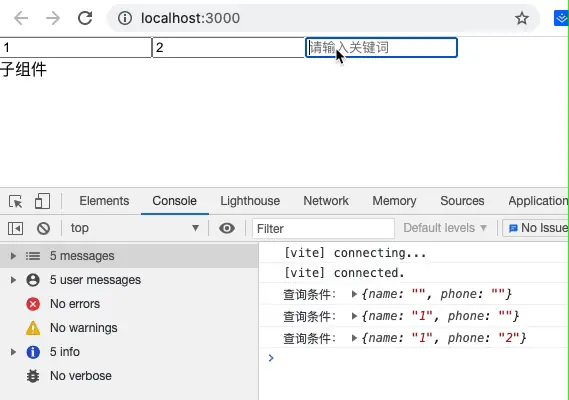 localhost:3000
1 2 请输入关键词
子组件
Elements Console Lighthouse Network Memory Sources Application
top Filter Default levels No Issue
5 messages
5 user messages
No errors
No warnings
5 info
No verbose
[vite] connecting...
[vite] connected.
查询条件： {name: "", phone: ""}
查询条件： {name: "1", phone: ""}
查询条件： {name: "1", phone: "2"}